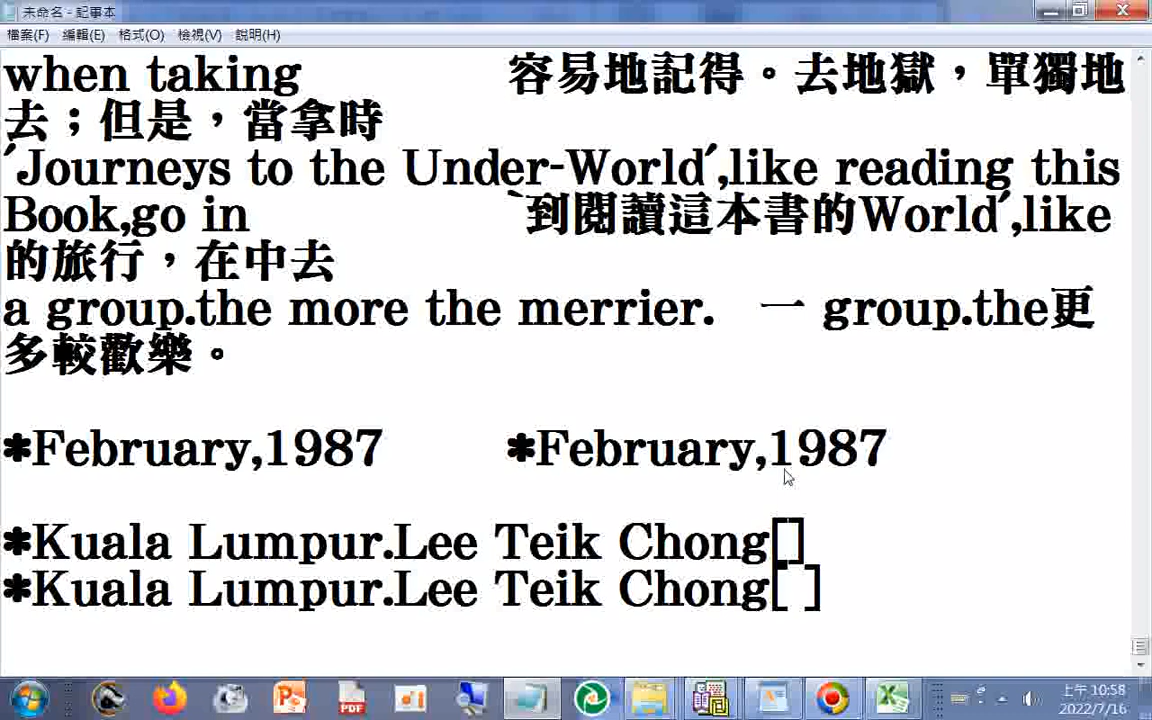 未命名 - 記事本
檔案(F) 編輯(E) 格式(O) 檢視(V) 說明(H)
when taking 容易地記得。去地獄，單獨地
去；但是，當拿時
'Journeys to the Under-World',like reading this
Book,go in `到閱讀這本書的World',like
的旅行，在中去
a group.the more the merrier. 一 group.the更
多較歡樂。
*February,1987 *February,1987
*Kuala Lumpur.Lee Teik Chong[]
*Kuala Lumpur.Lee Teik Chong[ ]
PDF
上午 10:58
2022/7/16